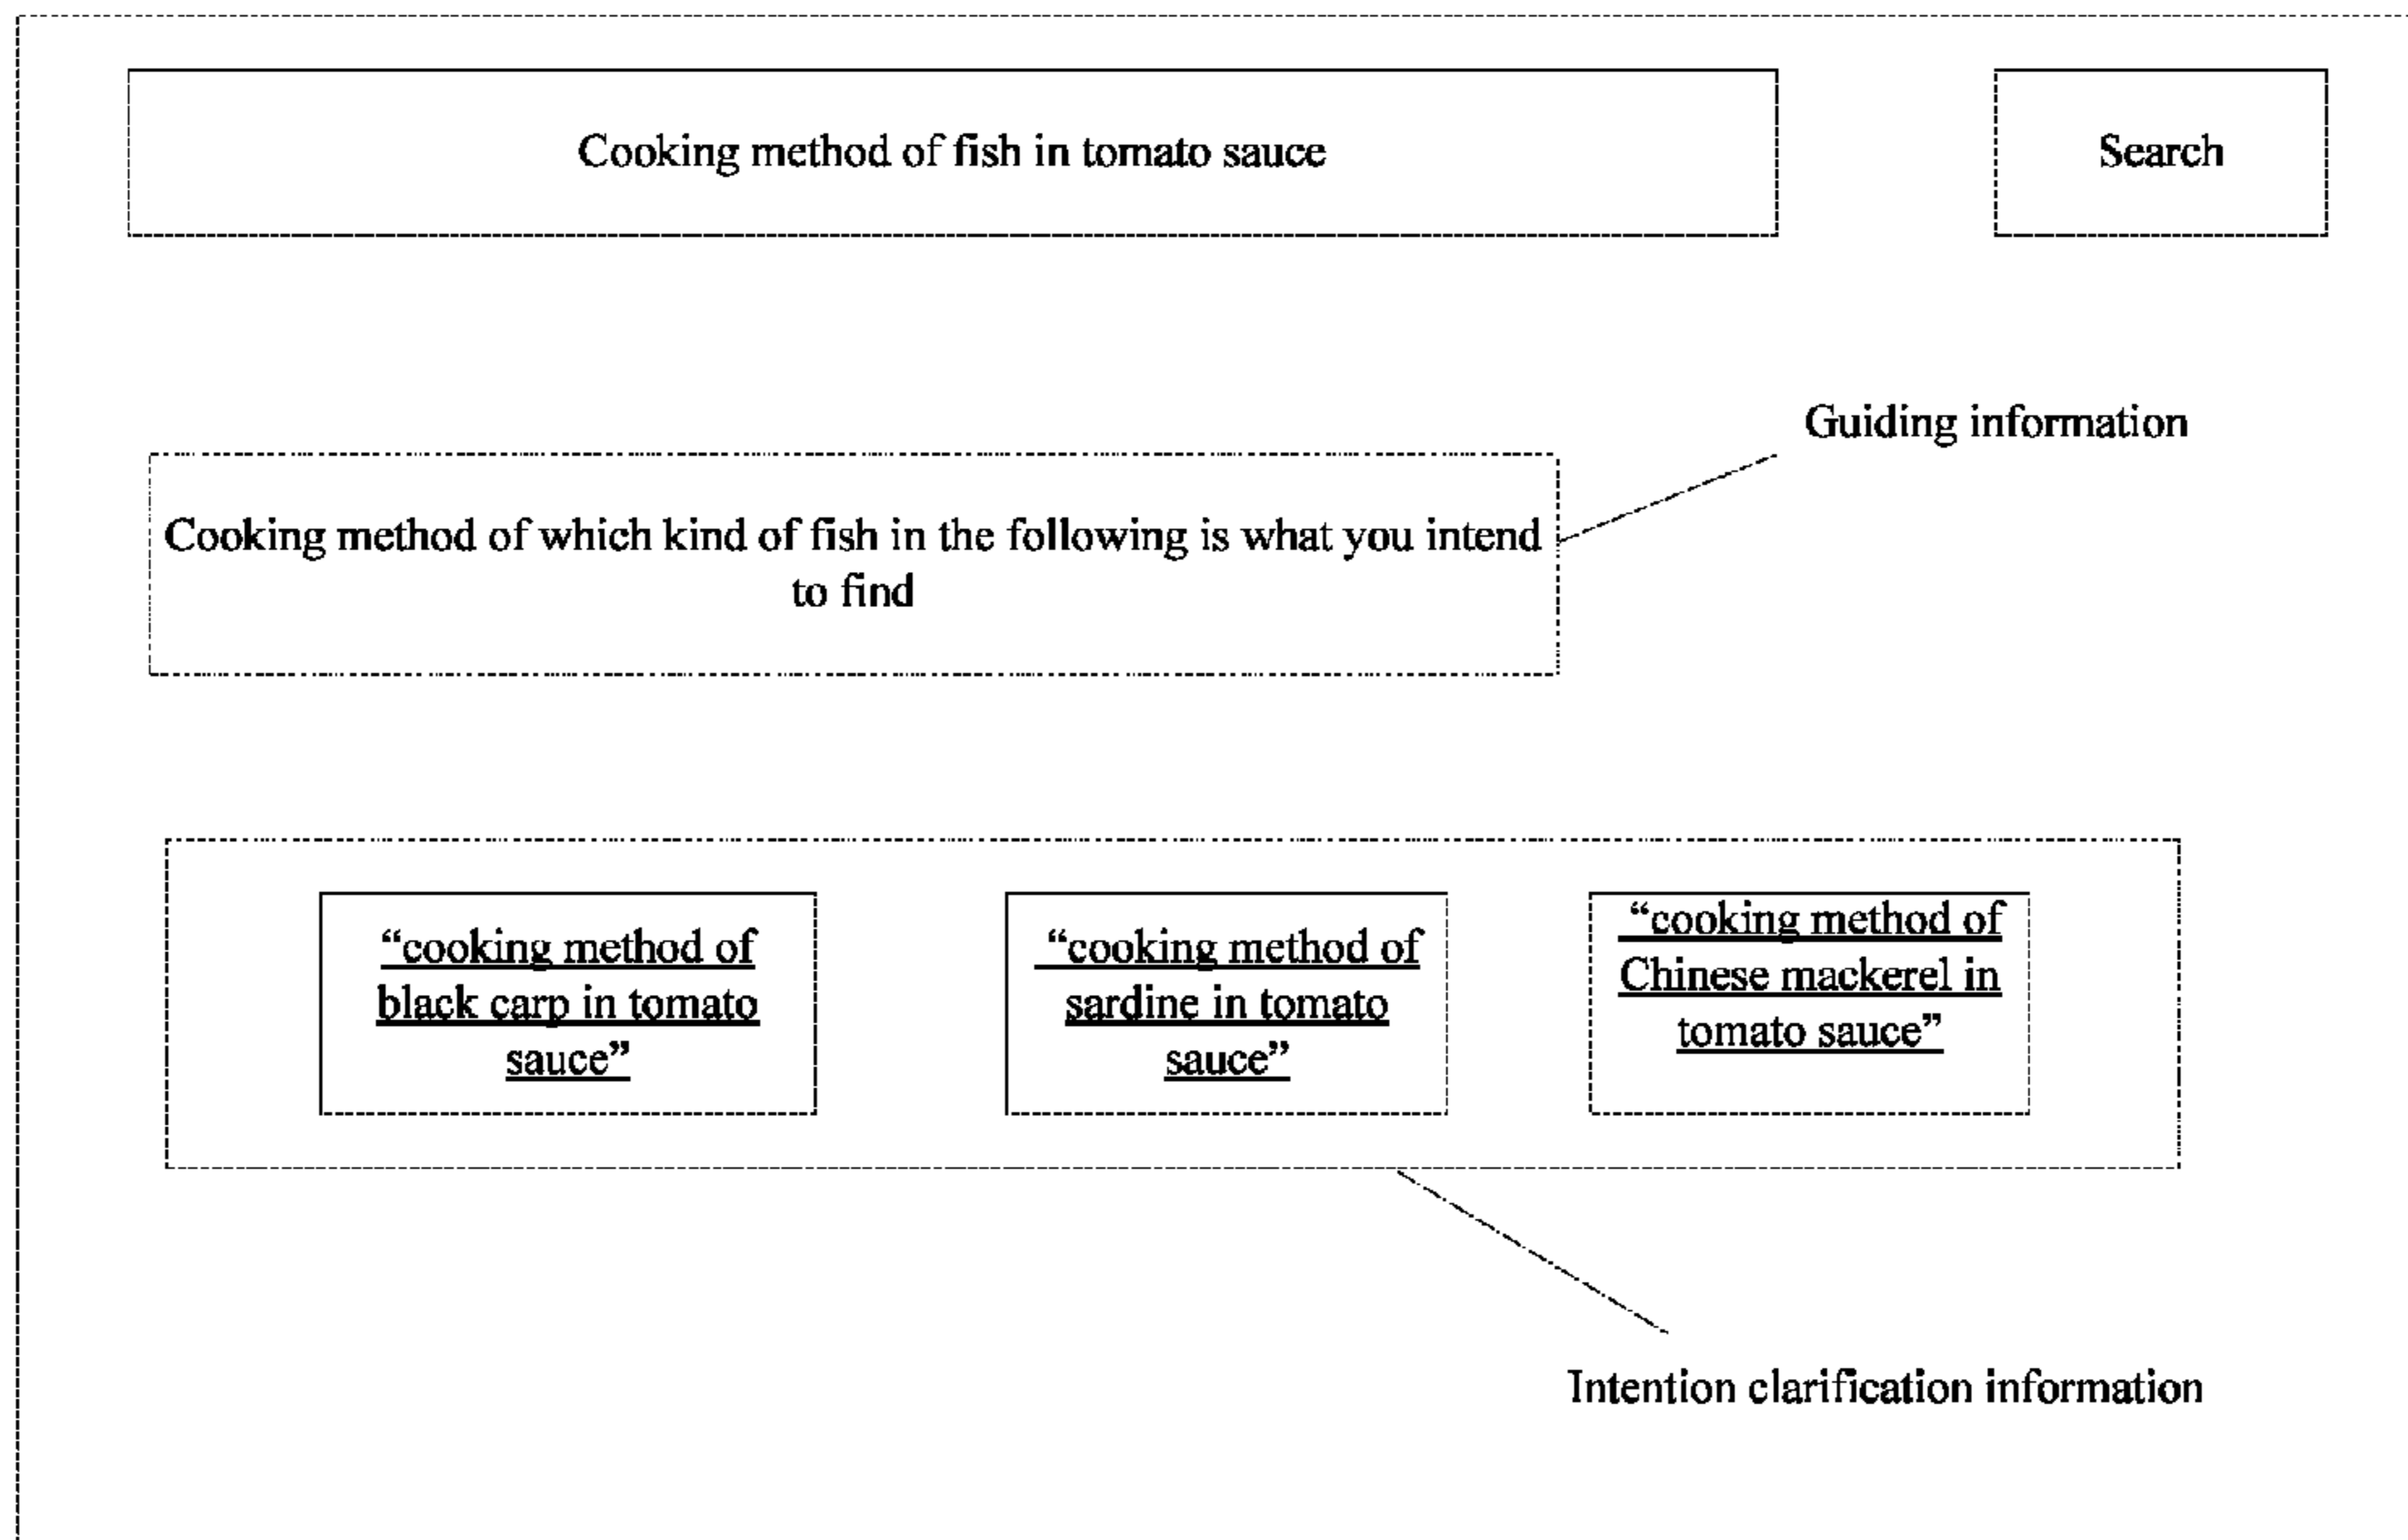 Cooking method of fish in tomato sauce
Search
Guiding information
Cooking method of which kind of fish in the following is what you intend
to find
“cooking method of
black carp in tomato
sauce”
“cooking method of
sardine in tomato
sauce”
“cooking method of
Chinese mackerel in
tomato sauce”
Intention clarification information